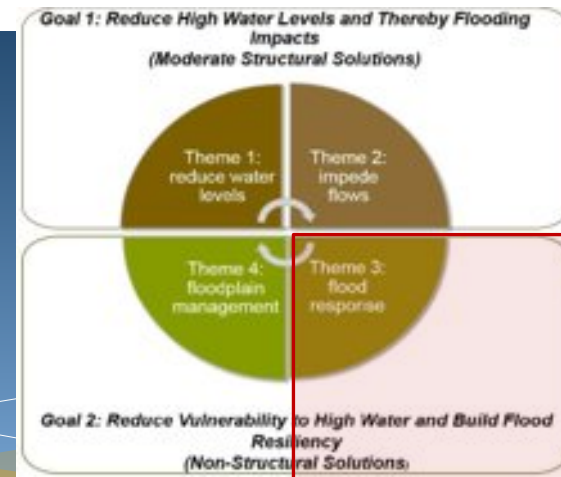 Goal 1: Reduce High Water Levels and Thereby Flooding
Impacts
(Moderate Structural Solutions)
Theme 1:
reduce water
levels
Theme 2:
impede
flows
Theme 4:
floodplain
management
Theme 3:
flood
response
Goal 2: Reduce Vulnerability to High Water and Build Flood
Resiliency
(Non-Structural Solutions)